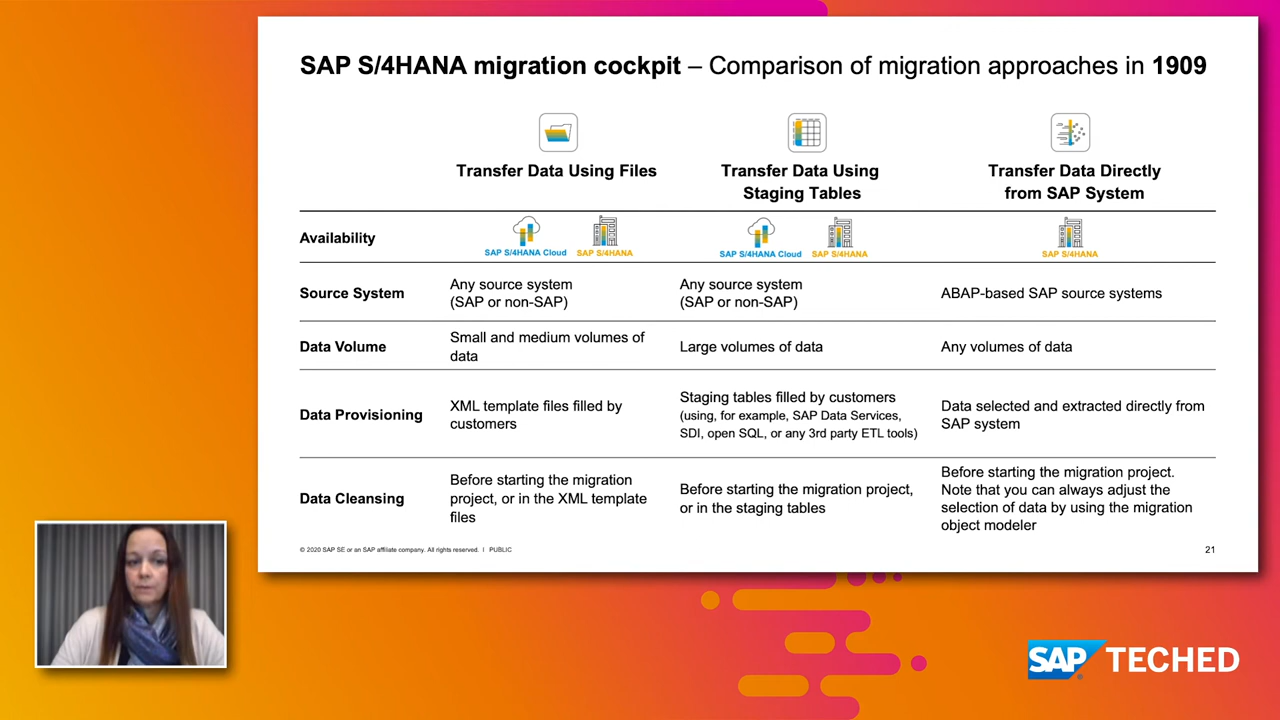 SAP S/4HANA migration cockpit – Comparison of migration approaches in 1909
Transfer Data Using Files
Transfer Data Using
Staging Tables
Transfer Data Directly
from SAP System
Availability
SAP S/4HANA Cloud
SAP S/4HANA
SAP S/4HANA Cloud
SAP S/4HANA
SAP S/4HANA
Source System
Any source system
(SAP or non-SAP)
Any source system
(SAP or non-SAP)
ABAP-based SAP source systems
Data Volume
Small and medium volumes of
data
Large volumes of data
Any volumes of data
Data Provisioning
XML template files filled by
customers
Staging tables filled by customers
(using, for example, SAP Data Services,
SDI, open SQL, or any 3rd party ETL tools)
Data selected and extracted directly from
SAP system
Data Cleansing
Before starting the migration
project, or in the XML template
files
Before starting the migration project,
or in the staging tables
Before starting the migration project.
Note that you can always adjust the
selection of data by using the migration
object modeler
© 2020 SAP SE or an SAP affiliate company. All rights reserved. I PUBLIC
21
SAP TECHED